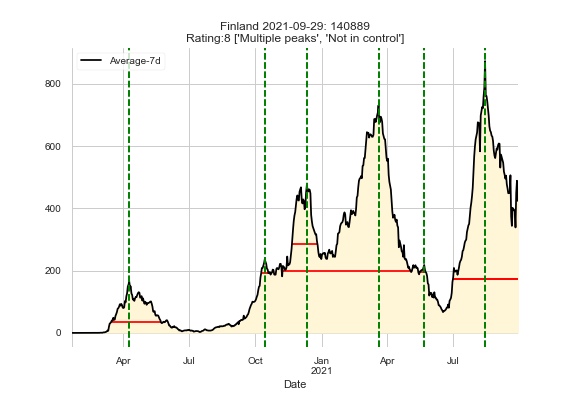 Finland 2021-09-29: 140889
Rating:8 ['Multiple peaks', 'Not in control']
Average-7d
800
600
400
200
0
Apr Jul Oct Jan Apr Jul
2021
Date